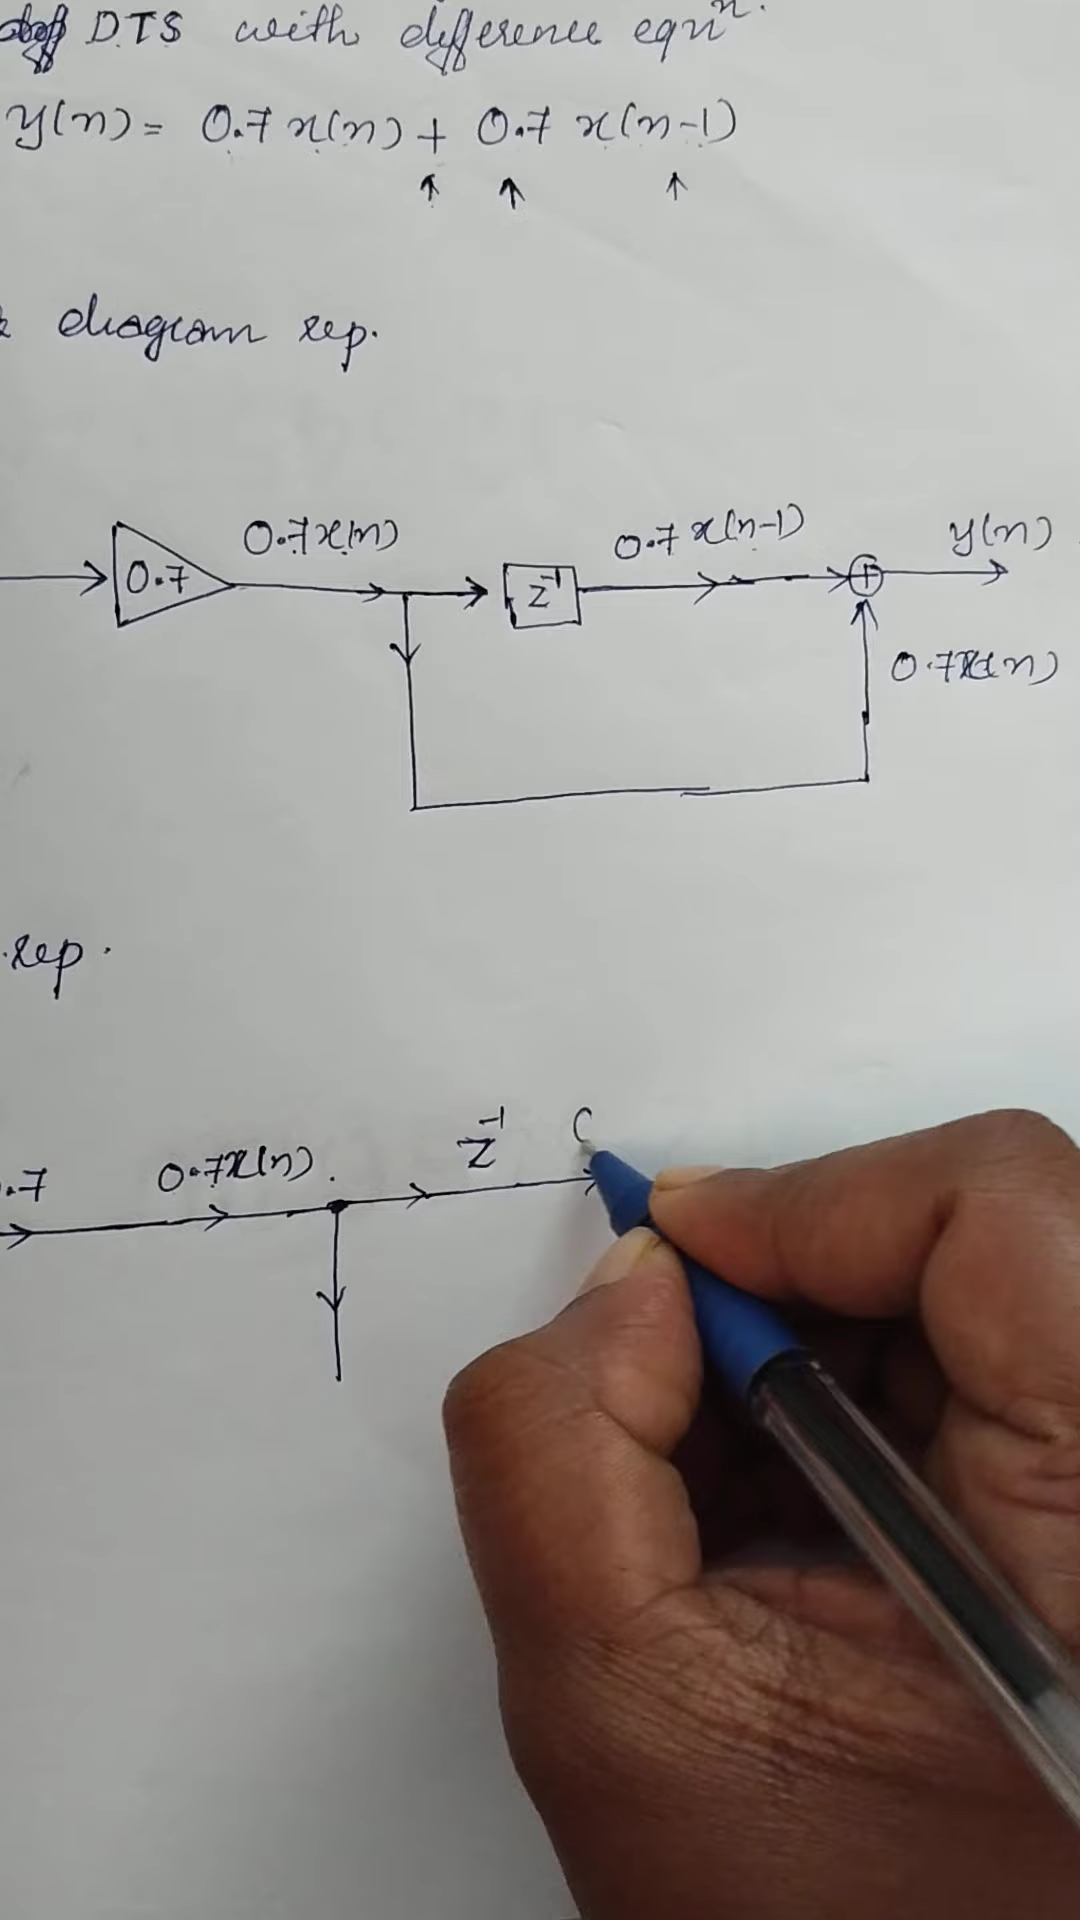 DTS with difference eqn n.
y(n) = 0.7 x(n) + 0.7 x(n-1)
diagram rep.
0.7 0.7x(n) z^-1 0.7 x(n-1) + y(n)
0.7x(n)
rep.
.7 0.7x(n). z^-1